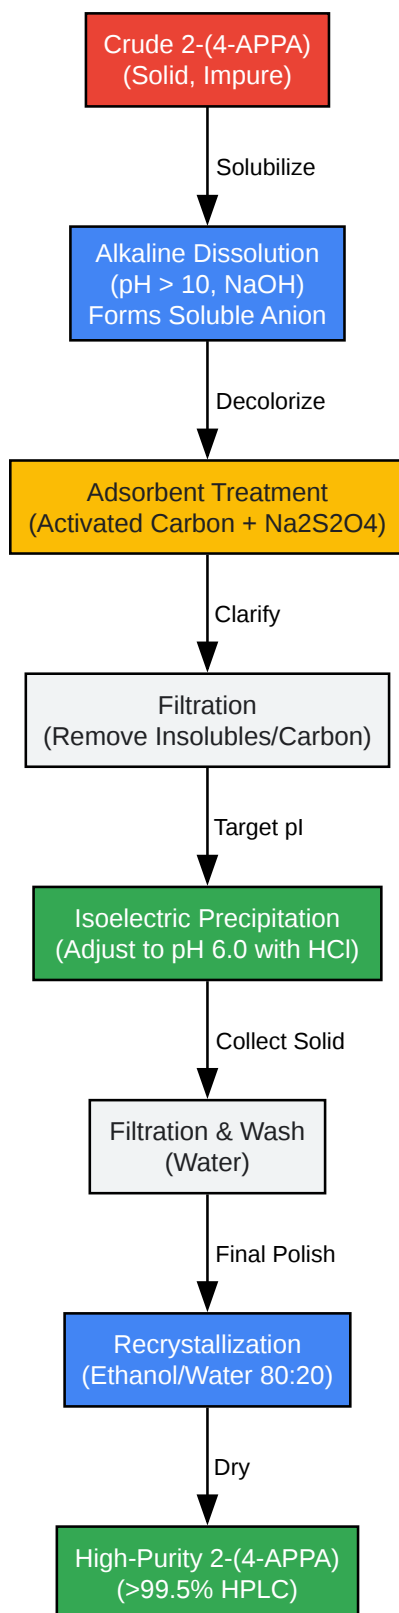 Crude 2-(4-APPA)
(Solid, Impure)
Solubilize
Alkaline Dissolution
(pH > 10, NaOH)
Forms Soluble Anion
Decolorize
Adsorbent Treatment
(Activated Carbon + Na2S2O4)
Clarify
Filtration
(Remove Insolubles/Carbon)
Target pI
Isoelectric Precipitation
(Adjust to pH 6.0 with HCl)
Collect Solid
Filtration & Wash
(Water)
Final Polish
Recrystallization
(Ethanol/Water 80:20)
Dry
High-Purity 2-(4-APPA)
(>99.5% HPLC)